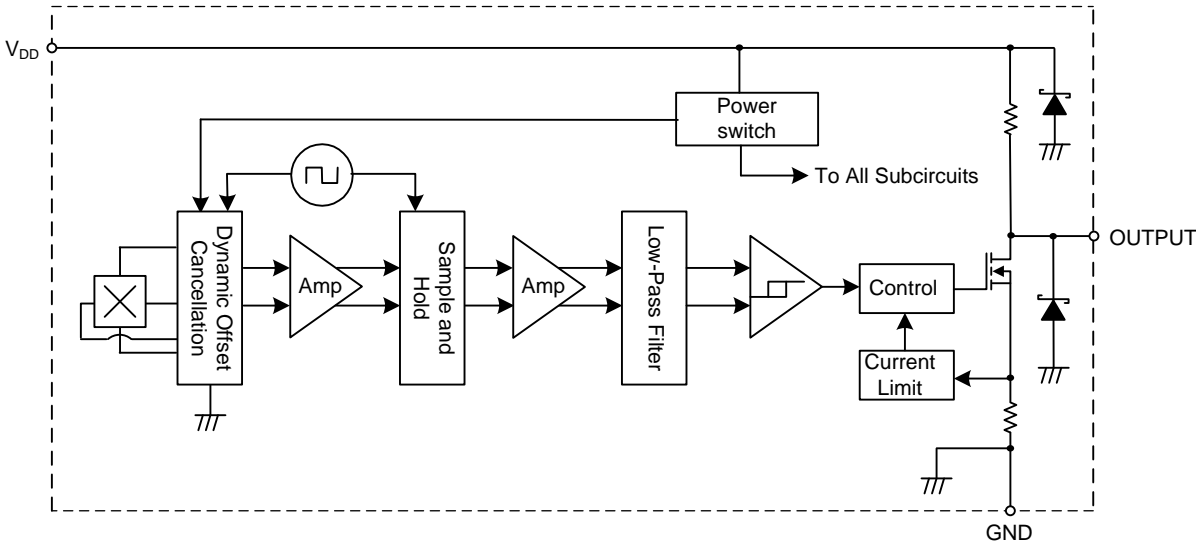 V_DD
Power
switch
To All Subcircuits
OUTPUT
Dynamic Offset
Cancellation
Amp
Sample and
Hold
Amp
Low-Pass Filter
Control
Current
Limit
GND